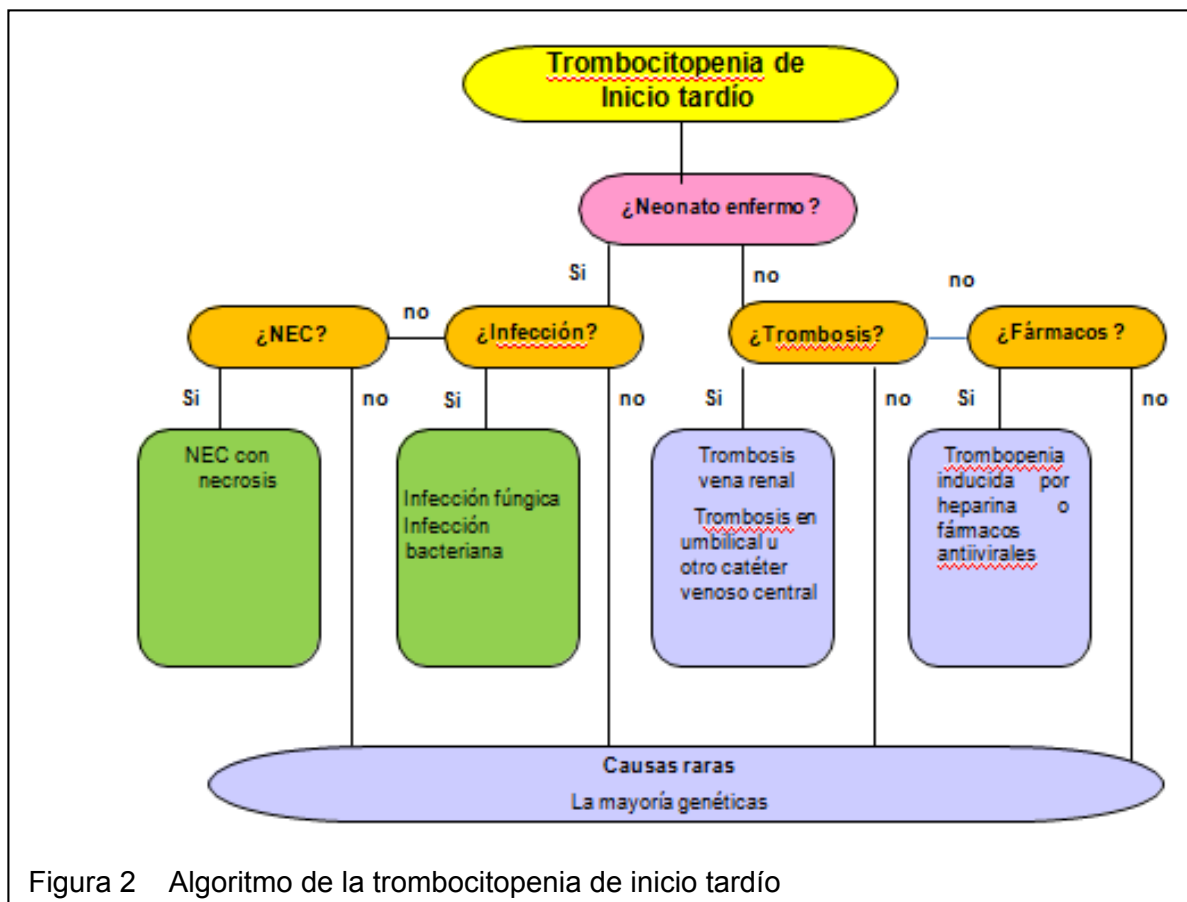 Trombocitopenia de
Inicio tardío
¿Neonato enfermo?
Si
no
no
no
¿NEC?
¿Infección?
¿Trombosis?
¿Fármacos ?
Si
no
Si
no
Si
no
Si
no
NEC con
necrosis
Infección fúngica
Infección
bacteriana
Trombosis
vena renal
Trombosis en
umbilical u
otro catéter
venoso central
Trombopenia
inducida por
heparina o
fármacos
antiivirales
Causas raras
La mayoría genéticas
Figura 2 Algoritmo de la trombocitopenia de inicio tardío